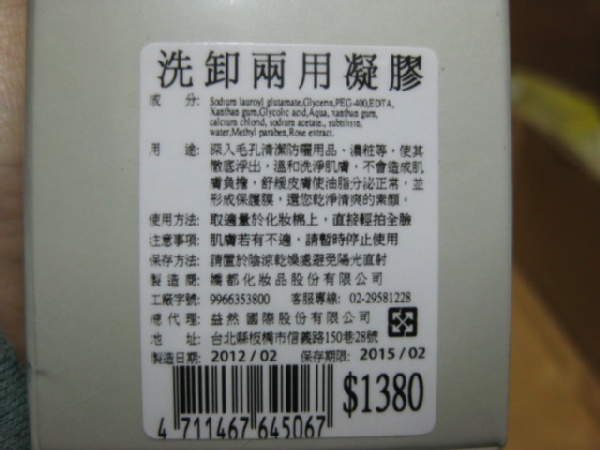 洗卸兩用凝膠
成 分: Sodium lauroyl glutamate,Glycerin,PEG-400,EDTA,
Xanthan gum,Glycolic acid,Aqua, xanthan gum,
calcium chlorid, sodium acetate., subtilisin,
water,Methyl paraben,Rose extract.
用 途: 深入毛孔清潔防曬用品、濃粧等，使其
徹底淨出，溫和洗淨肌膚，不會造成肌
膚負擔，舒緩皮膚使油脂分泌正常，並
形成保護膜，還您乾淨清爽的素顏。
使用方法: 取適量於化妝棉上，直接輕拍全臉
注意事項: 肌膚若有不適，請暫時停止使用
保存方法: 請置於陰涼乾燥處避免陽光直射
製造商: 嬌都化妝品股份有限公司
工廠字號: 9966353800 客服專線: 02-29581228
總代理: 益然國際股份有限公司
地 址: 台北縣板橋市信義路150巷28號
製造日期: 2012/02 保存期限: 2015/02
$1380
4 711467 645067